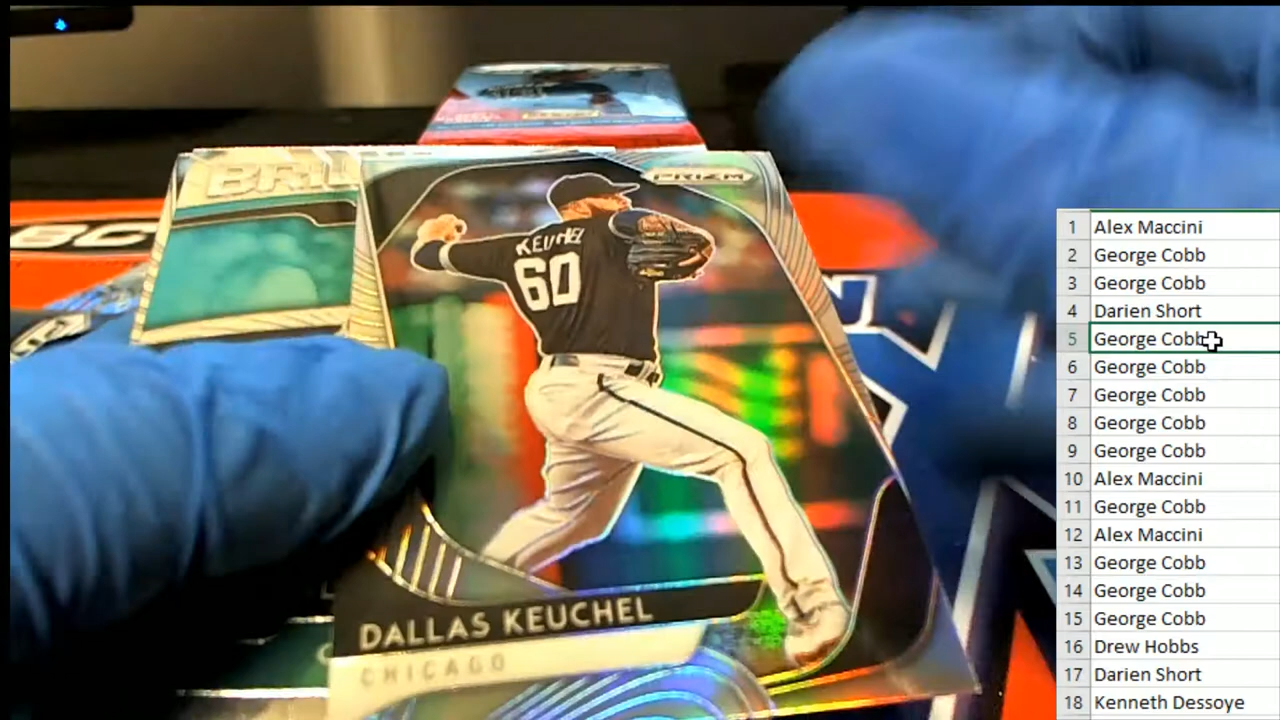 BRIL
PRIZM
KEUCHEL
60
DALLAS KEUCHEL
CHICAGO
1 Alex Maccini
2 George Cobb
3 George Cobb
4 Darien Short
5 George Cobb
6 George Cobb
7 George Cobb
8 George Cobb
9 George Cobb
10 Alex Maccini
11 George Cobb
12 Alex Maccini
13 George Cobb
14 George Cobb
15 George Cobb
16 Drew Hobbs
17 Darien Short
18 Kenneth Dessoye